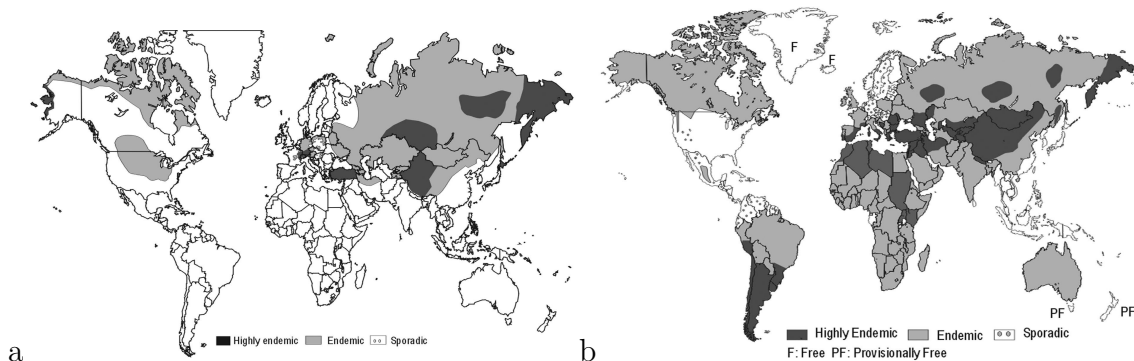 F
F
PF
PF
a
Highly endemic Endemic Sporadic
b
Highly Endemic Endemic Sporadic
F: Free PF: Provisionally Free